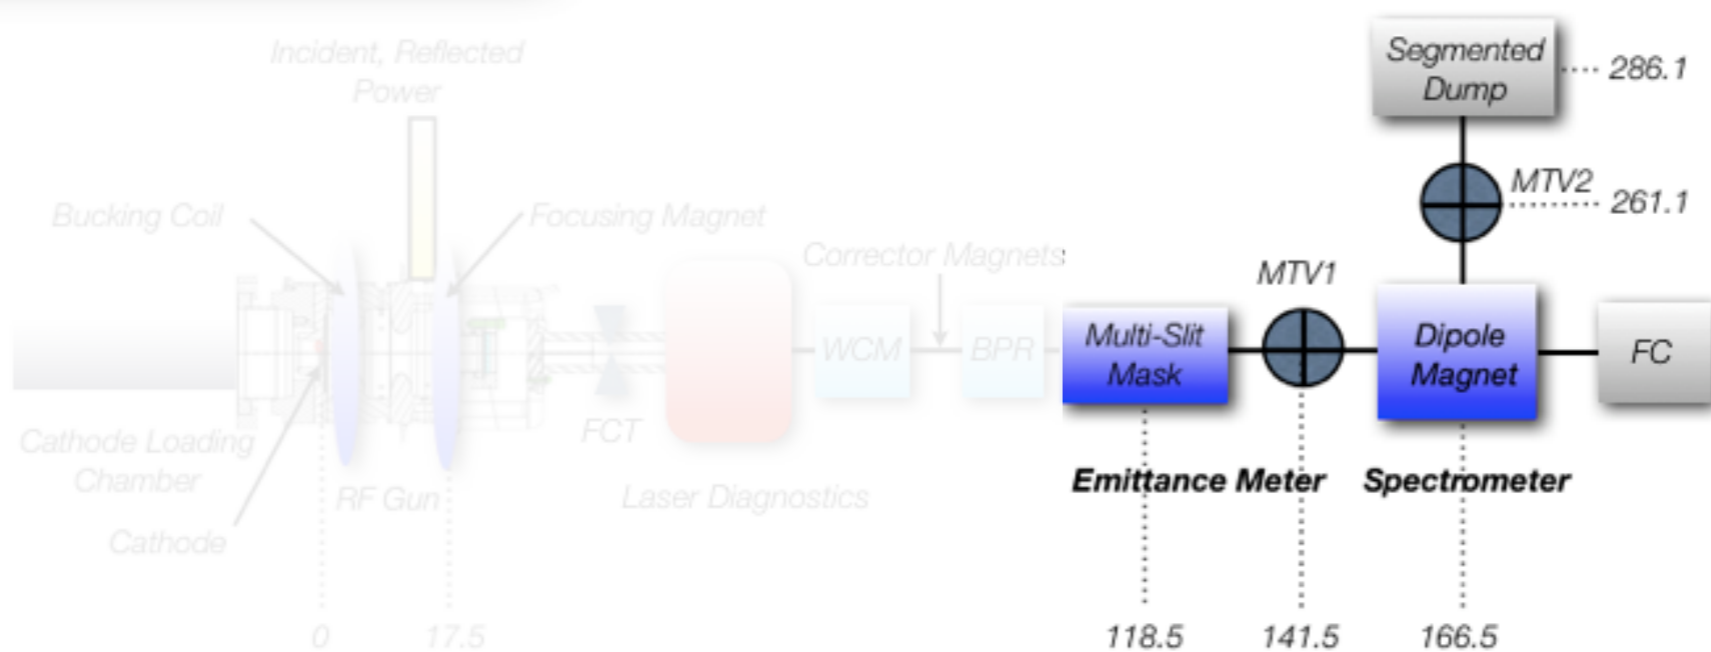 Incident, Reflected
Power
Segmented
Dump
286.1
MTV2
261.1
Bucking Coil
Focusing Magnet
Corrector Magnets
MTV1
WCM
BPR
Multi-Slit
Mask
Dipole
Magnet
FC
FCT
Cathode Loading
Chamber
Emittance Meter
Spectrometer
RF Gun
Laser Diagnostics
Cathode
0
17.5
118.5
141.5
166.5